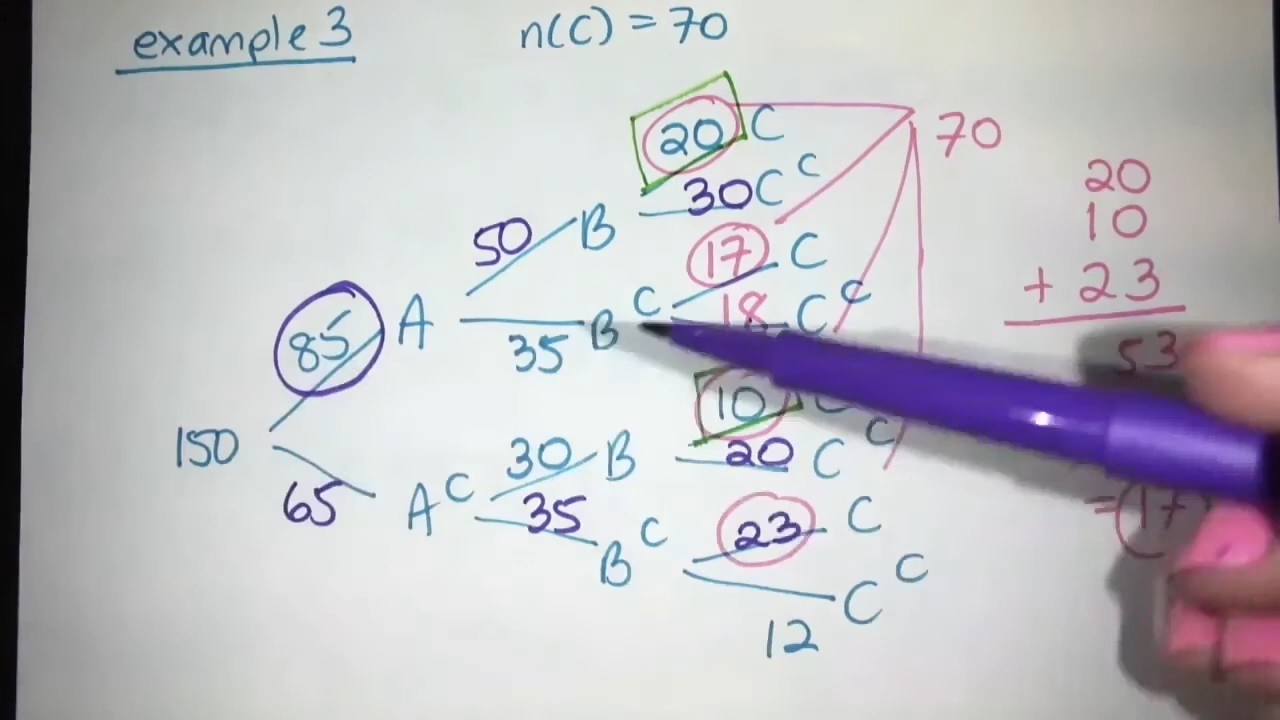 example 3 n(C) = 70
20 C
70
30 C^C
20
50 B
10
17 C
+ 23
85 A
18 C^C
35 B^C
53
10
150
30 B
20 C^C
65
A^C
35
23 C
B^C
C^C
12